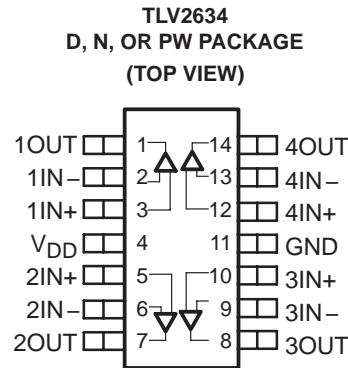 TLV2634
D, N, OR PW PACKAGE
(TOP VIEW)
1OUT 1 14 4OUT
1IN− 2 13 4IN−
1IN+ 3 12 4IN+
VDD 4 11 GND
2IN+ 5 10 3IN+
2IN− 6 9 3IN−
2OUT 7 8 3OUT